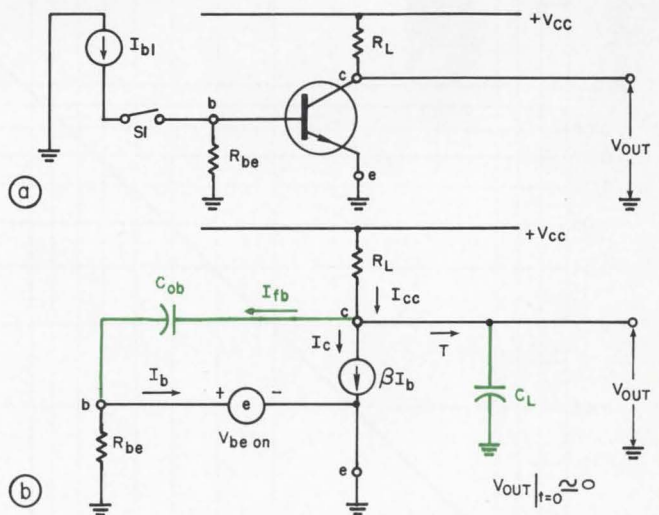 +Vcc
I b1
RL
c
b
S1
Rbe
e
VOUT
a
+Vcc
RL
Cob
Ifb
Icc
c
Ic
T
Ib
βIb
CL
VOUT
b
+ e -
Vbe on
Rbe
e
VOUT|t=0 ≃ 0
b